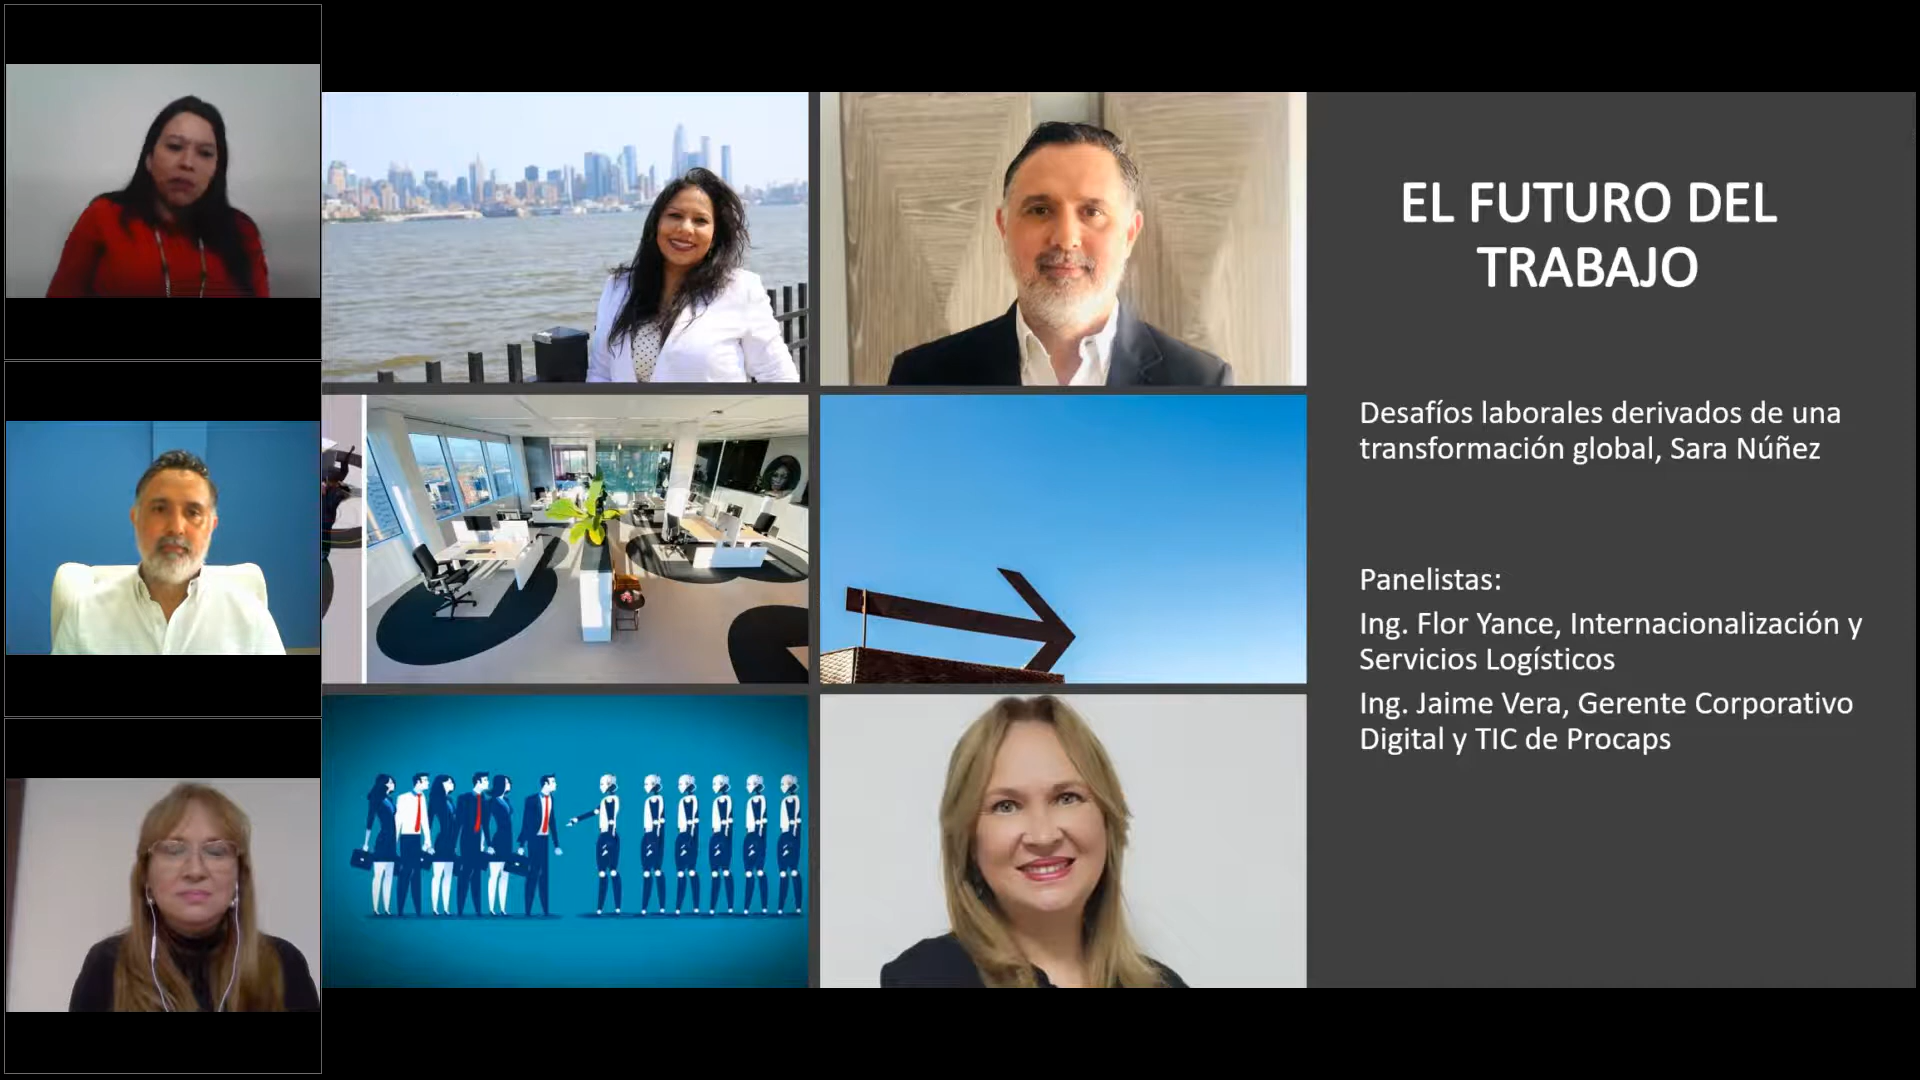 EL FUTURO DEL
TRABAJO
Desafíos laborales derivados de una
transformación global, Sara Núñez
Panelistas:
Ing. Flor Yance, Internacionalización y
Servicios Logísticos
Ing. Jaime Vera, Gerente Corporativo
Digital y TIC de Procaps